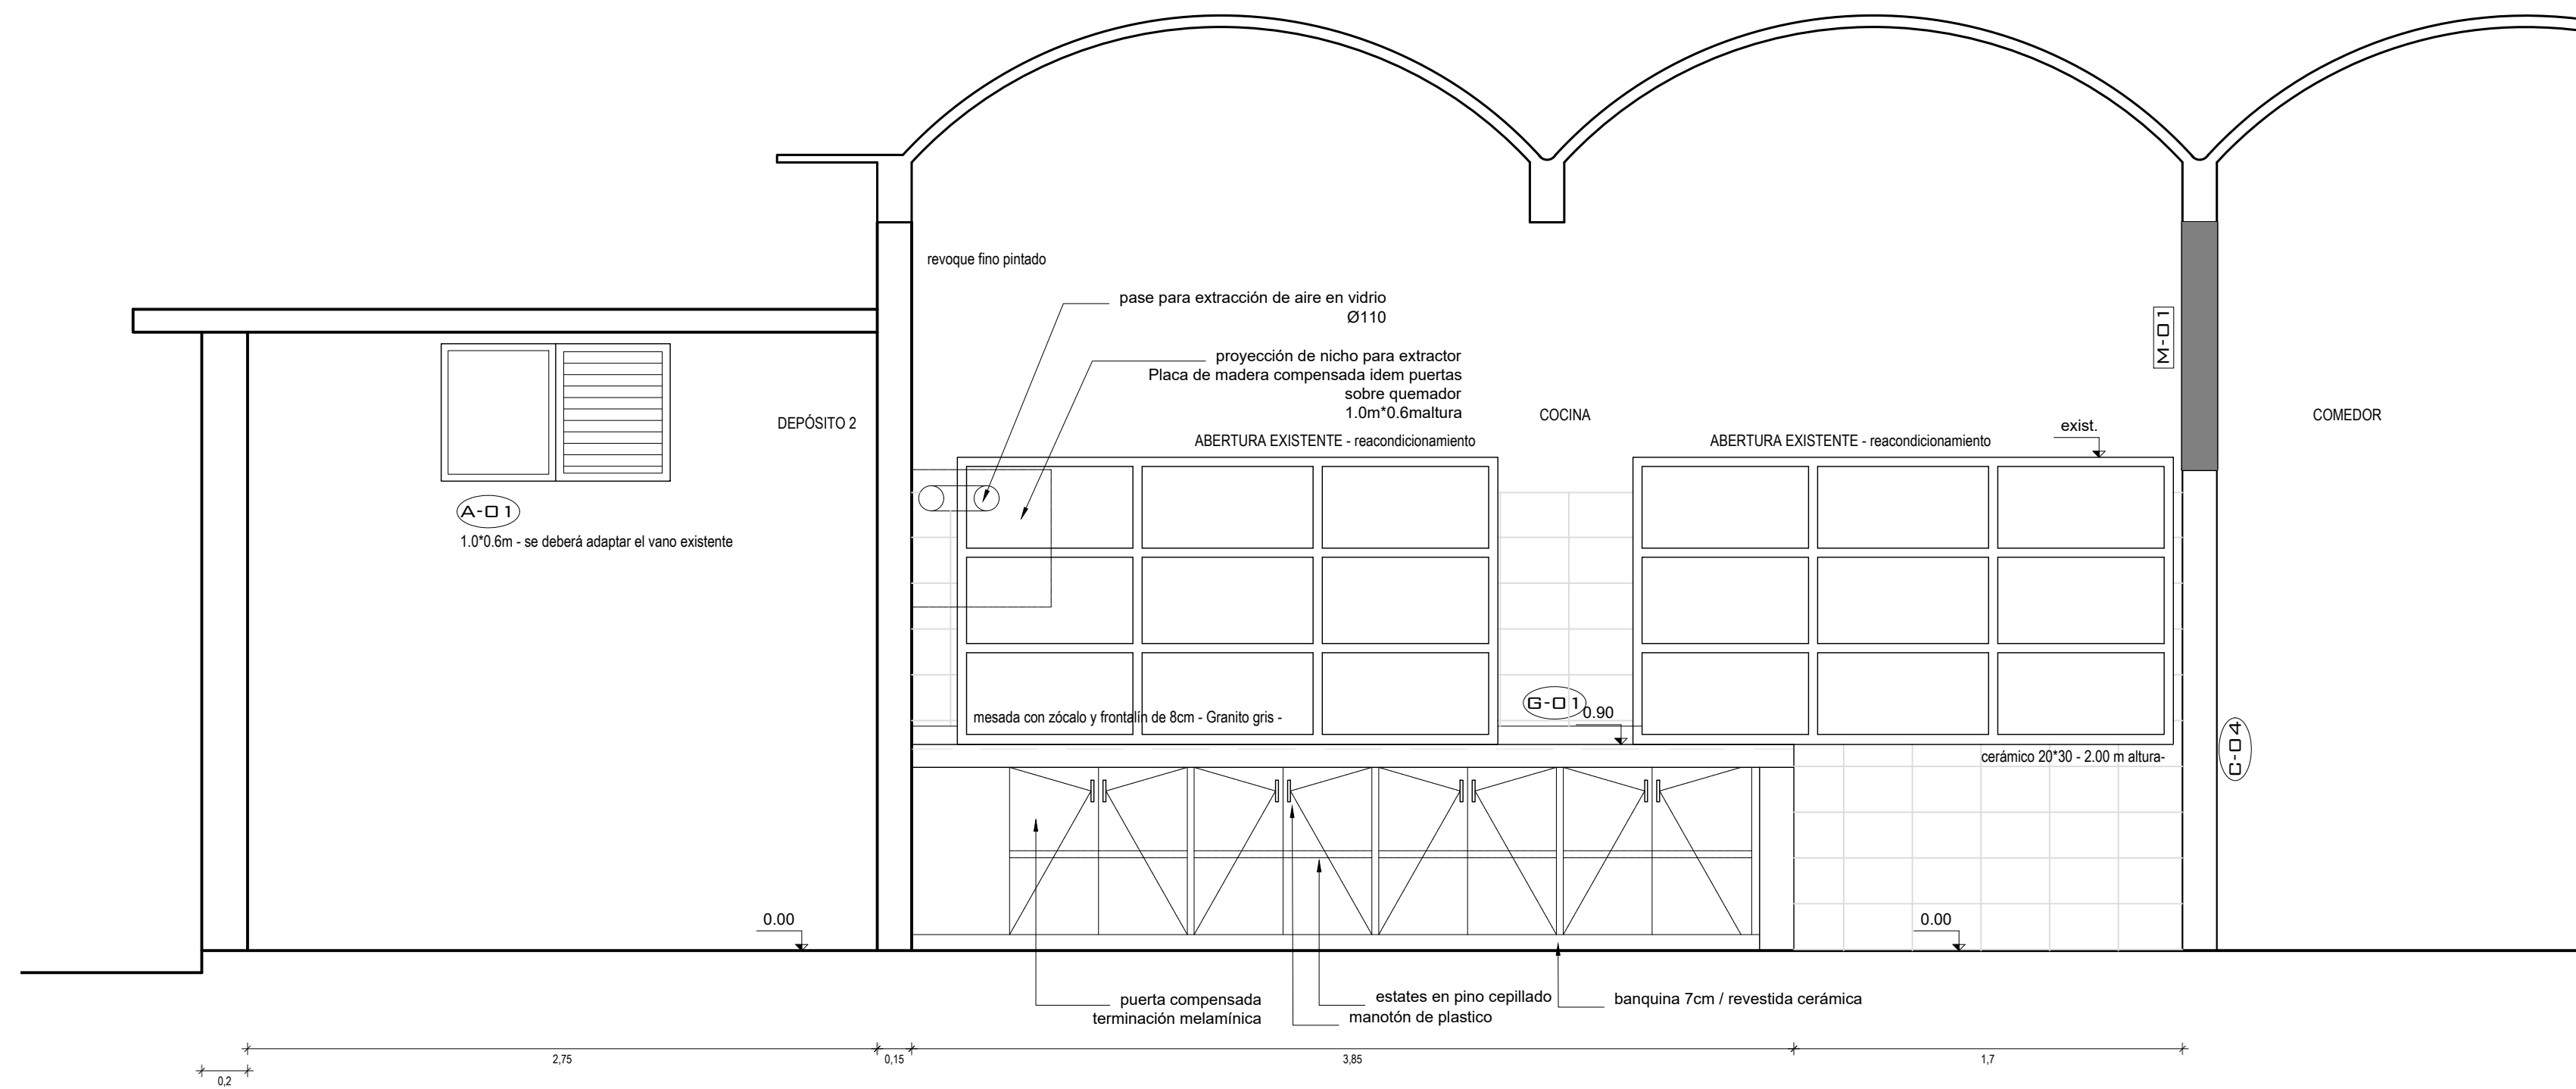 revoque fino pintado
pase para extracción de aire en vidrio
Ø110
proyección de nicho para extractor
Placa de madera compensada idem puertas
sobre quemador
1.0m*0.6maltura
M-01
DEPÓSITO 2
COCINA
COMEDOR
exist.
ABERTURA EXISTENTE - reacondicionamiento
ABERTURA EXISTENTE - reacondicionamiento
A-01
1.0*0.6m - se deberá adaptar el vano existente
G-01
0.90
mesada con zócalo y frontalín de 8cm - Granito gris -
C-04
cerámico 20*30 - 2.00 m altura-
0.00
0.00
puerta compensada
terminación melamínica
estates en pino cepillado
manotón de plastico
banquina 7cm / revestida cerámica
2,75
0,15
3,85
1,7
0,2